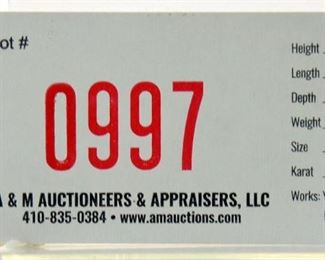 ot #
0997
A & M AUCTIONEERS & APPRAISERS, LLC
410-835-0384 • www.amauctions.com
Height
Length
Depth
Weight
Size
Karat
Works: